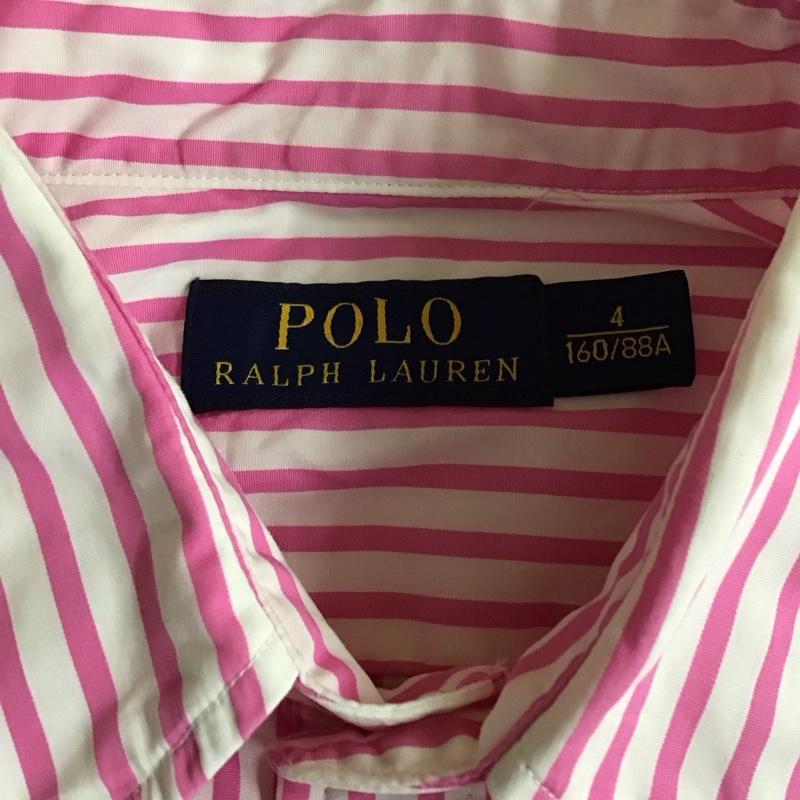 POLO
RALPH LAUREN
4
160/88A